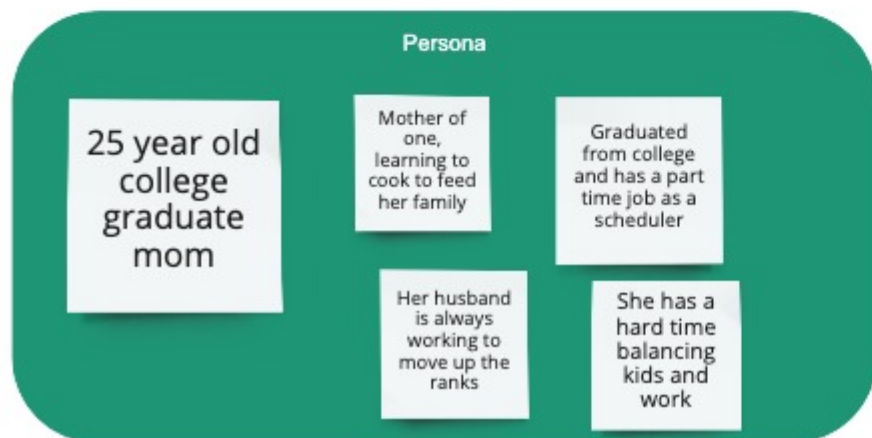 Persona
25 year old
college
graduate
mom
Mother of
one,
learning to
cook to feed
her family
Graduated
from college
and has a part
time job as a
scheduler
Her husband
is always
working to
move up the
ranks
She has a
hard time
balancing
kids and
work